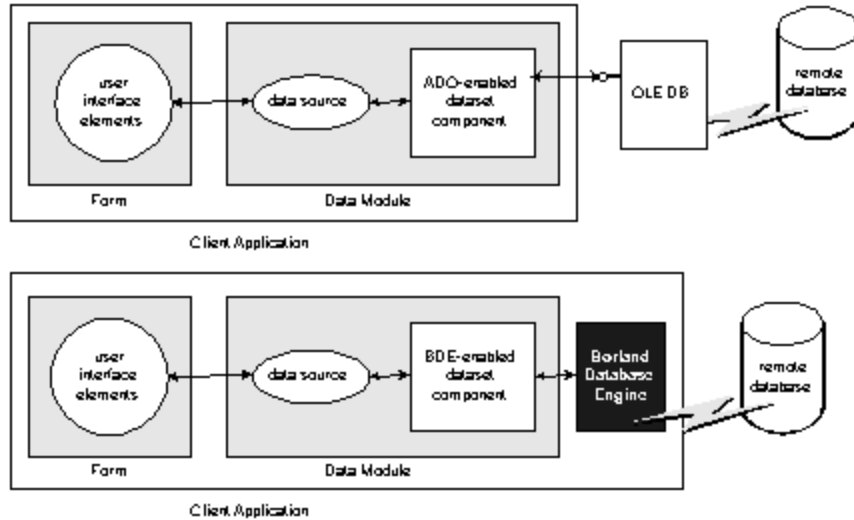 user
interface
elements
data source
ADO-enabled
dataset
component
OLE DB
remote
database
Form
Data Module
Client Application
user
interface
elements
data source
BDE-enabled
dataset
component
Borland
Database
Engine
remote
database
Form
Data Module
Client Application